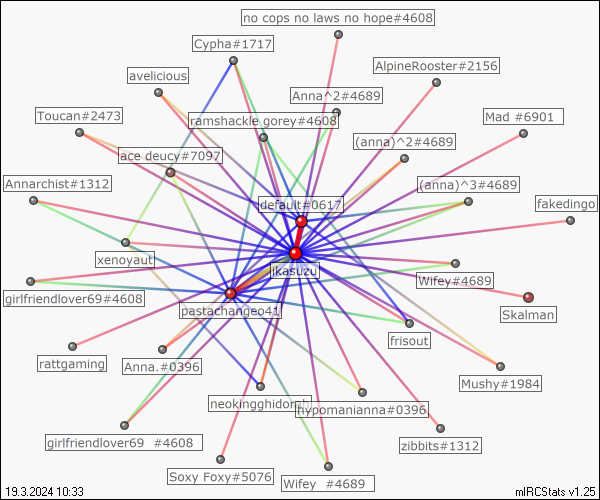 no cops no laws no hope#4608
Cypha#1717
AlpineRooster#2156
avelicious
Anna^2#4689
Toucan#2473
ramshackle gorey#4608
Mad #6901
(anna)^2#4689
ace deucy#7097
Annarchist#1312
(anna)^3#4689
default#0617
fakedingo
xenoyaut
likasuzu
Wifey#4689
girlfriendlover69#4608
pastachangeo41
Skalman
frisout
rattgaming
Anna.#0396
Mushy#1984
neokingghidorah
hypomanianna#0396
girlfriendlover69 #4608
zibbits#1312
Soxy Foxy#5076
Wifey #4689
19.3.2024 10:33
mIRCStats v1.25